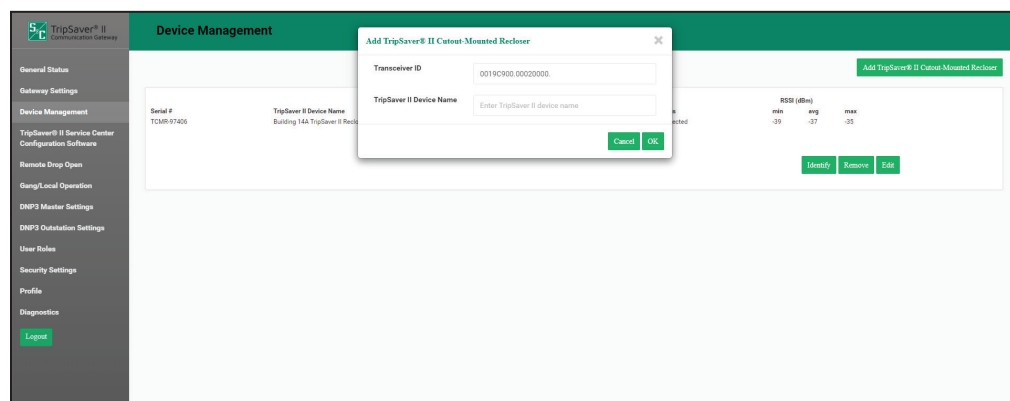 S&C TripSaver® II
Communication Gateway
Device Management
General Status
Gateway Settings
Device Management
TripSaver® II Service Center
Configuration Software
Remote Drop Open
Gang/Local Operation
DNP3 Master Settings
DNP3 Outstation Settings
User Roles
Security Settings
Profile
Diagnostics
Logout
Add TripSaver® II Cutout-Mounted Recloser
Serial #
TripSaver II Device Name
RSSI (dBm)
min avg max
TCMR-97406
Building 14A TripSaver II
-39 -37 -35
Identify Remove Edit
Add TripSaver® II Cutout-Mounted Recloser
Transceiver ID
0019C900.00020000.
TripSaver II Device Name
Enter TripSaver II device name
Cancel OK